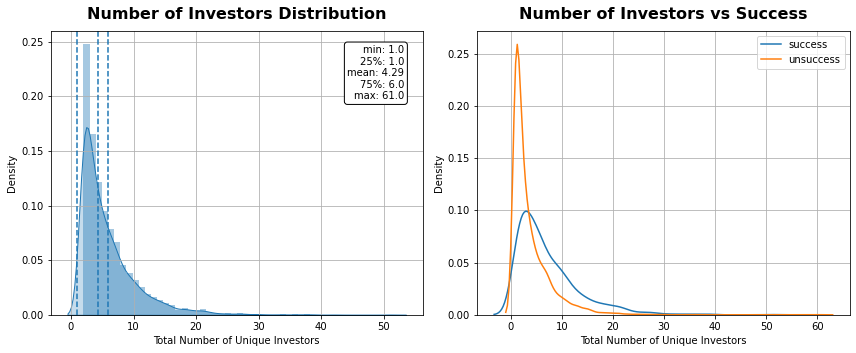 Number of Investors Distribution
0.25
0.20
0.15
0.10
0.05
0.00
Density
min: 1.0
25%: 1.0
mean: 4.29
75%: 6.0
max: 61.0
0
10
20
30
40
50
Total Number of Unique Investors
Number of Investors vs Success
0.25
0.20
0.15
0.10
0.05
0.00
Density
success
unsuccess
0
10
20
30
40
50
60
Total Number of Unique Investors